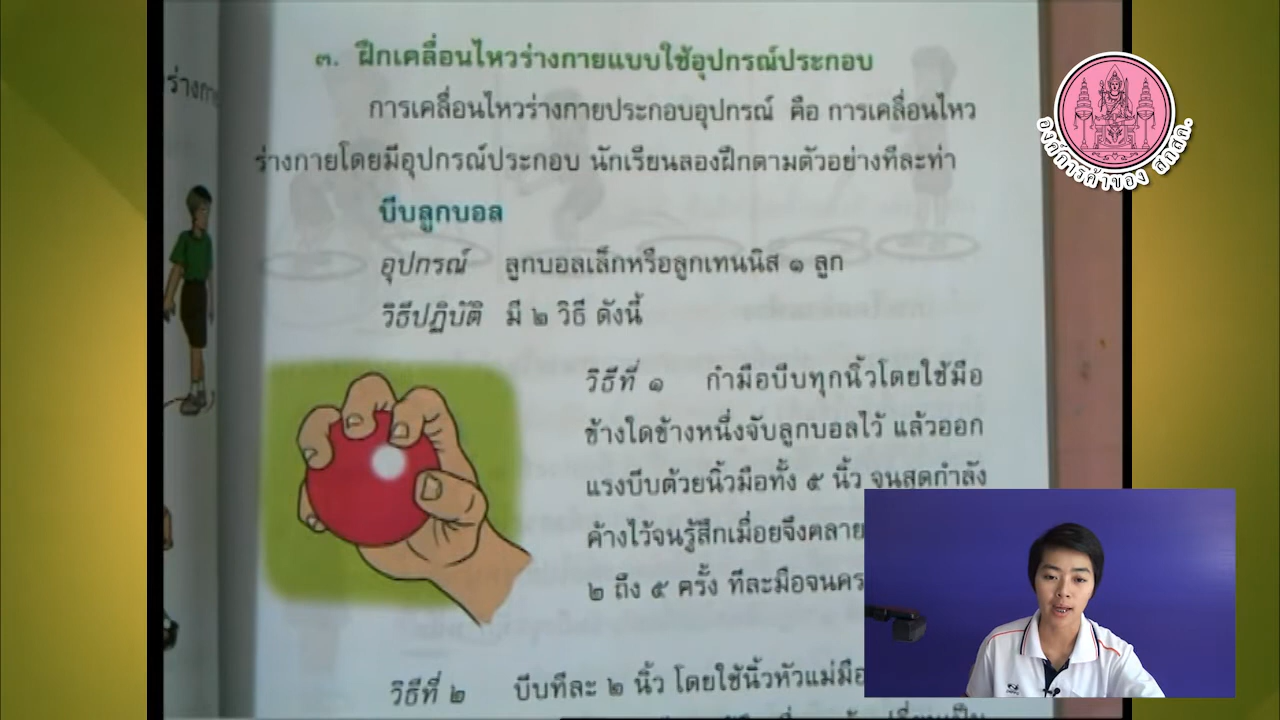 ๓. ฝึกเคลื่อนไหวร่างกายแบบใช้อุปกรณ์ประกอบ
การเคลื่อนไหวร่างกายประกอบอุปกรณ์ คือ การเคลื่อนไหว
ร่างกายโดยมีอุปกรณ์ประกอบ นักเรียนลองฝึกตามตัวอย่างทีละท่า
บีบลูกบอล
อุปกรณ์ ลูกบอลเล็กหรือลูกเทนนิส ๑ ลูก
วิธีปฏิบัติ มี ๒ วิธี ดังนี้
วิธีที่ ๑ กำมือบีบทุกนิ้วโดยใช้มือ
ข้างใดข้างหนึ่งจับลูกบอลไว้ แล้วออก
แรงบีบด้วยนิ้วมือทั้ง ๕ นิ้ว จนสุดกำลัง
ค้างไว้จนรู้สึกเมื่อยจึงคลาย
๒ ถึง ๕ ครั้ง ทีละมือจนคร
วิธีที่ ๒ บีบทีละ ๒ นิ้ว โดยใช้นิ้วหัวแม่มือ
องค์การค้าของ สกสค.